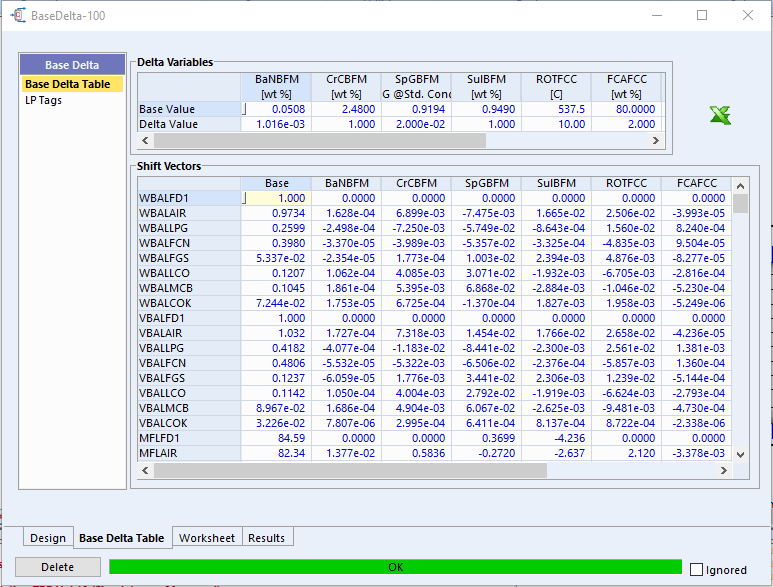 BaseDelta-100
Base Delta
Base Delta Table
LP Tags
Delta Variables
BaNBFM CrCBFM SpGBFM SulBFM ROTFCC FCAFCC
[wt %] [wt %] G @Std. Cond [wt %] [C] [wt %]
Base Value 0.0508 2.4800 0.9194 0.9490 537.5 80.0000
Delta Value 1.016e-03 1.000 2.000e-02 1.000 10.00 2.000
Shift Vectors
Base BaNBFM CrCBFM SpGBFM SulBFM ROTFCC FCAFCC
WBALFD1 1.000 0.0000 0.0000 0.0000 0.0000 0.0000 0.0000
WBALAIR 0.9734 1.628e-04 6.899e-03 -7.475e-03 1.665e-02 2.506e-02 -3.993e-05
WBALLPG 0.2599 -2.498e-04 -7.250e-03 -5.749e-02 -8.643e-04 1.560e-02 8.240e-04
WBALFCN 0.3980 -3.370e-05 -3.989e-03 -5.357e-02 -3.325e-04 -4.835e-03 9.504e-05
WBALFGS 5.337e-02 -2.354e-05 1.773e-04 1.003e-02 2.394e-03 4.876e-03 -8.277e-05
WBALLCO 0.1207 1.062e-04 4.085e-03 3.071e-02 -1.932e-03 -6.705e-03 -2.816e-04
WBALMCB 0.1045 1.861e-04 5.395e-03 6.868e-02 -2.884e-03 -1.046e-02 -5.230e-04
WBALCOK 7.244e-02 1.753e-05 6.725e-04 -1.370e-04 1.827e-03 1.958e-03 -5.249e-06
VBALFD1 1.000 0.0000 0.0000 0.0000 0.0000 0.0000 0.0000
VBALAIR 1.032 1.727e-04 7.318e-03 1.454e-02 1.766e-02 2.658e-02 -4.236e-05
VBALLPG 0.4182 -4.077e-04 -1.183e-02 -8.441e-02 -2.300e-03 2.561e-02 1.381e-03
VBALFCN 0.4806 -5.532e-05 -5.322e-03 -6.506e-02 -2.376e-04 -5.857e-03 1.360e-04
VBALFGS 0.1237 -6.059e-05 1.776e-03 3.441e-02 2.306e-03 1.239e-02 -5.144e-04
VBALLCO 0.1142 1.050e-04 4.004e-03 2.792e-02 -1.919e-03 -6.624e-03 -2.793e-04
VBALMCB 8.967e-02 1.686e-04 4.904e-03 6.067e-02 -2.625e-03 -9.481e-03 -4.730e-04
VBALCOK 3.226e-02 7.807e-06 2.995e-04 6.411e-04 8.137e-04 8.722e-04 -2.338e-06
MFLFD1 84.59 0.0000 0.0000 0.3699 -4.236 0.0000 0.0000
MFLAIR 82.34 1.377e-02 0.5836 -0.2720 -2.637 2.120 -3.378e-03
Design Base Delta Table Worksheet Results
Delete OK Ignored